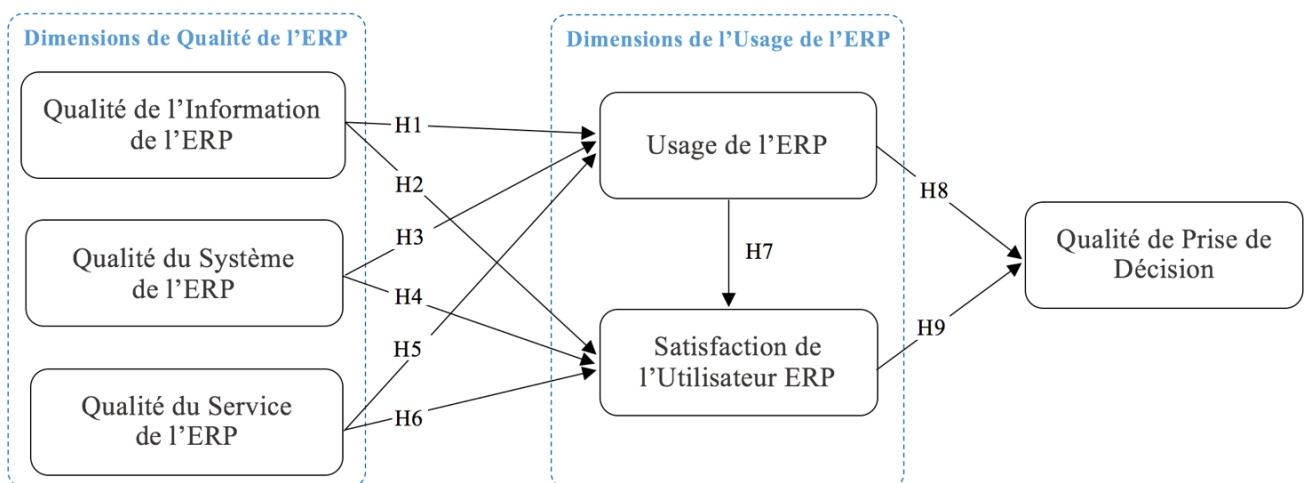 Dimensions de Qualité de l’ERP
Qualité de l’Information
de l’ERP
Qualité du Système
de l’ERP
Qualité du Service
de l’ERP
H1
H2
H3
H4
H5
H6
Dimensions de l’Usage de l’ERP
Usage de l’ERP
H7
Satisfaction de
l’Utilisateur ERP
H8
H9
Qualité de Prise de
Décision